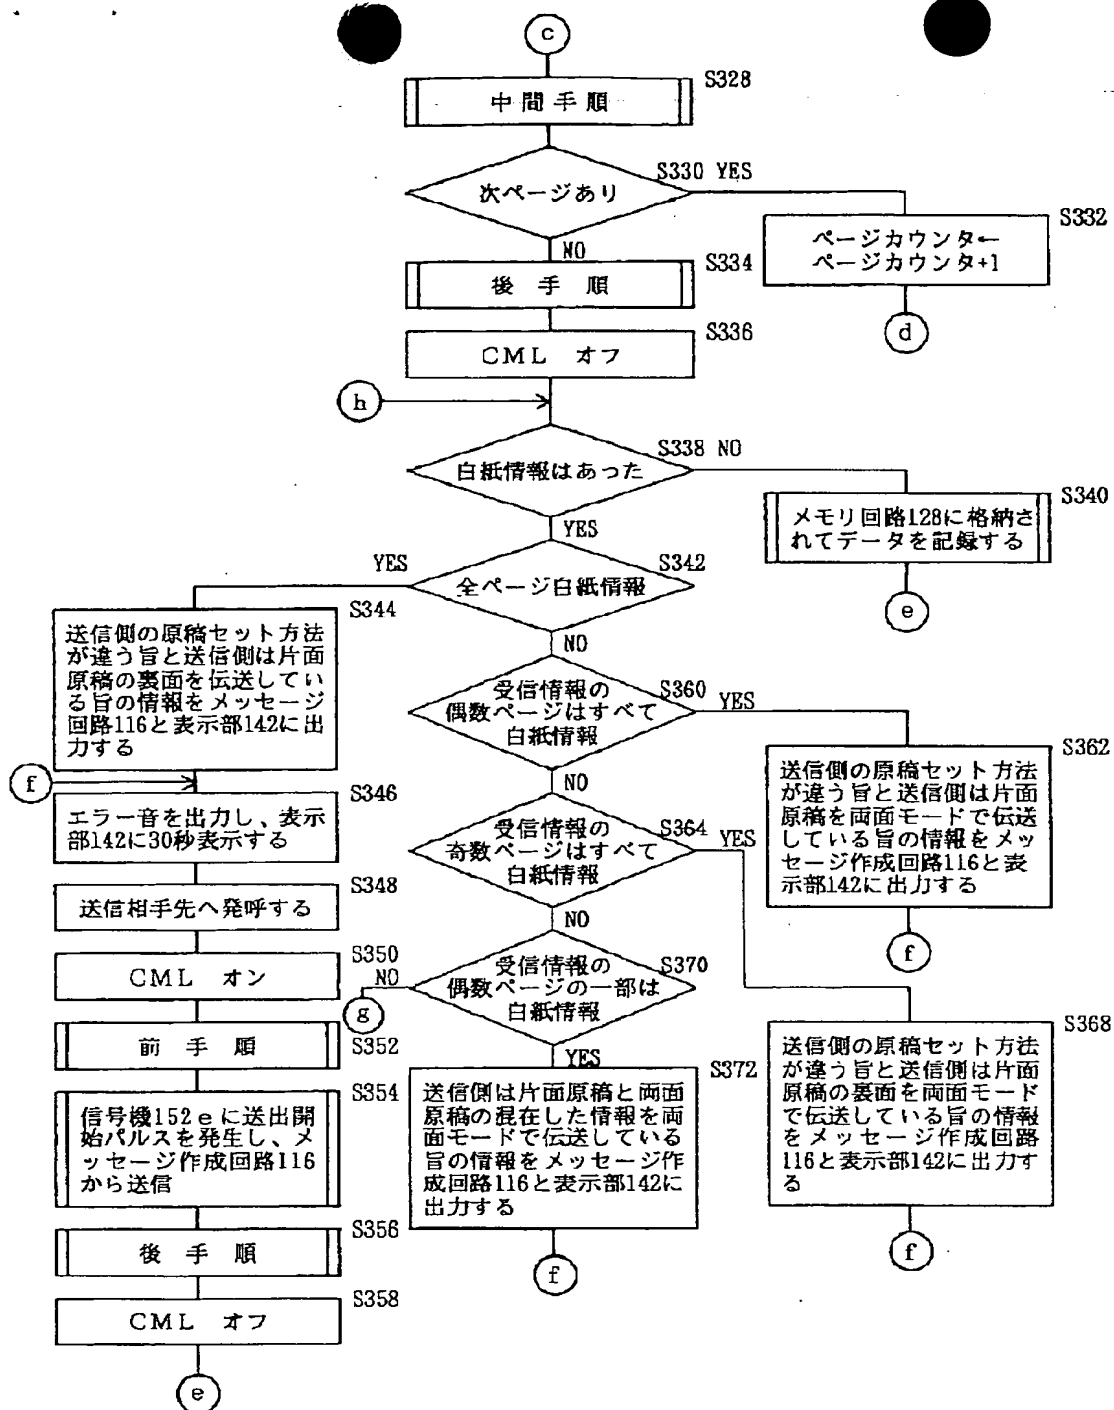 c
S328
中間手順
S330 YES
次ページあり
S332
ページカウンタ←
ページカウンタ+1
d
NO
S334
後 手 順
S336
CML オフ
h
S338 NO
白紙情報はあった
S340
メモリ回路128に格納さ
れてデータを記録する
e
YES
S342
全ページ白紙情報
YES
S344
送信側の原稿セット方法
が違う旨と送信側は片面
原稿の裏面を伝送してい
る旨の情報をメッセージ
回路116と表示部142に出
力する
f
S346
エラー音を出力し、表示
部142に30秒表示する
S348
送信相手先へ発呼する
S350
CML オン
S352
前 手 順
S354
信号機152eに送出開
始パルスを発生し、メ
ッセージ作成回路116
から送信
S356
後 手 順
S358
CML オフ
e
NO
S360
受信情報の
偶数ページはすべて
白紙情報
YES
S362
送信側の原稿セット方法
が違う旨と送信側は片面
原稿を両面モードで伝送
している旨の情報をメッ
セージ作成回路116と表
示部142に出力する
f
NO
S364
受信情報の
奇数ページはすべて
白紙情報
YES
S368
送信側の原稿セット方法
が違う旨と送信側は片面
原稿の裏面を両面モード
で伝送している旨の情報
をメッセージ作成回路
116と表示部142に出力す
る
f
NO
S370
受信情報の
偶数ページの一部は
白紙情報
NO
g
YES
S372
送信側は片面原稿と両面
原稿の混在した情報を両
面モードで伝送している
旨の情報をメッセージ作
成回路116と表示部142に
出力する
f